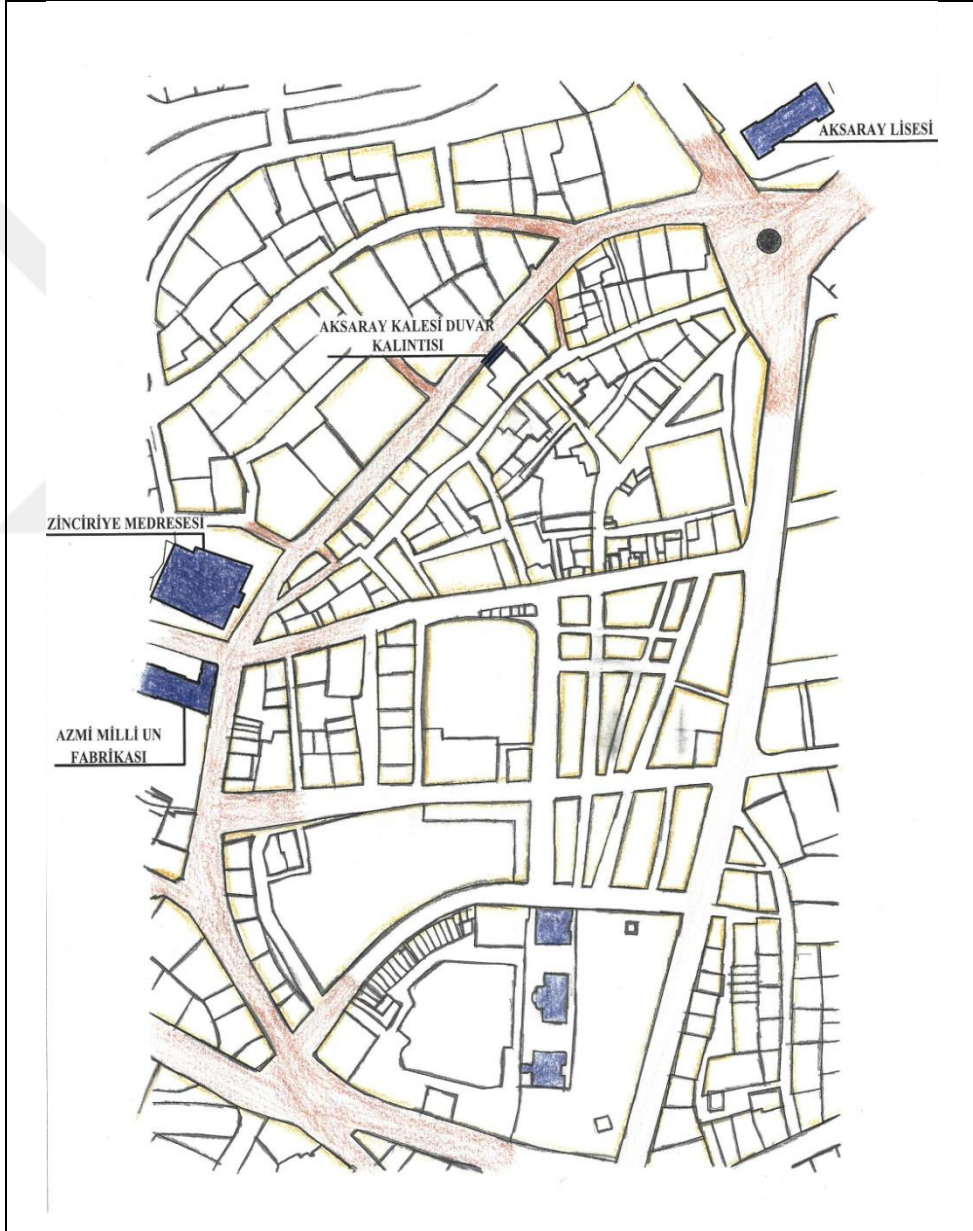 AKSARAY LİSESİ
AKSARAY KALESİ DUVAR
KALINTISI
ZİNCİRİYE MEDRESESİ
AZMİ MİLLİ UN
FABRİKASI